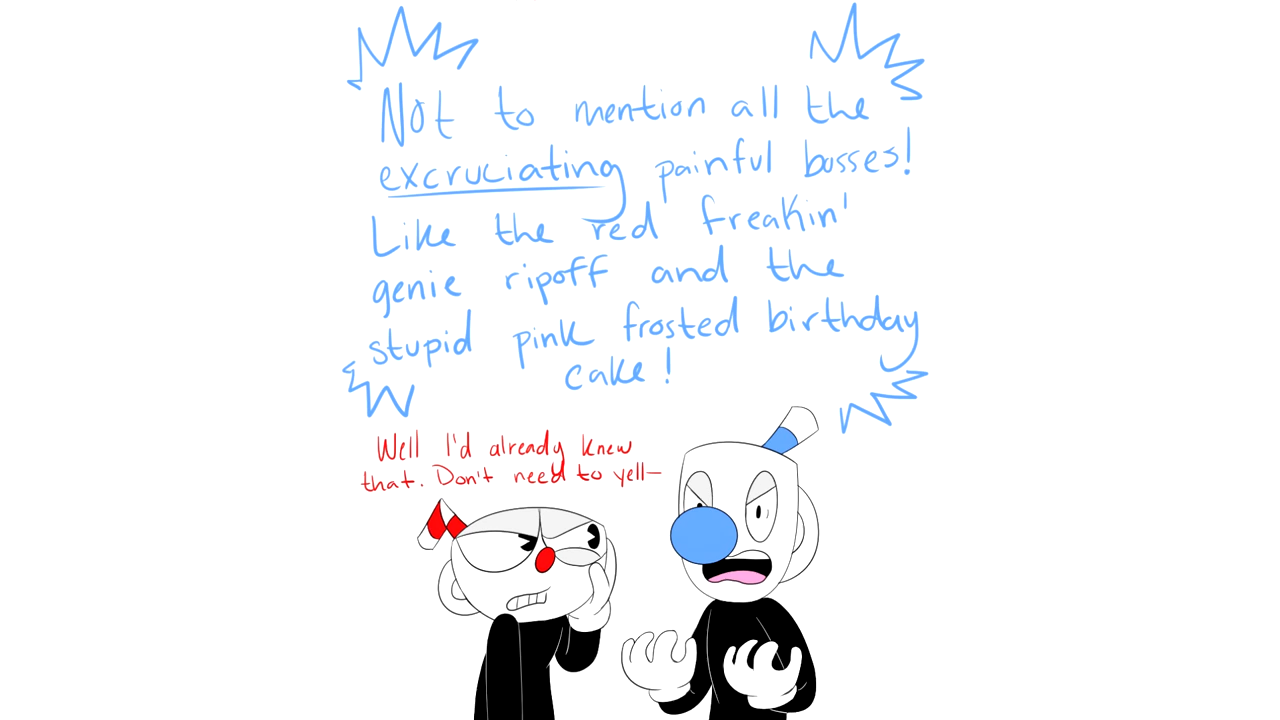 Not to mention all the
excruciating painful bosses!
Like the red freakin'
genie ripoff and the
stupid pink frosted birthday
cake!
Well I'd already knew
that. Don't need to yell—